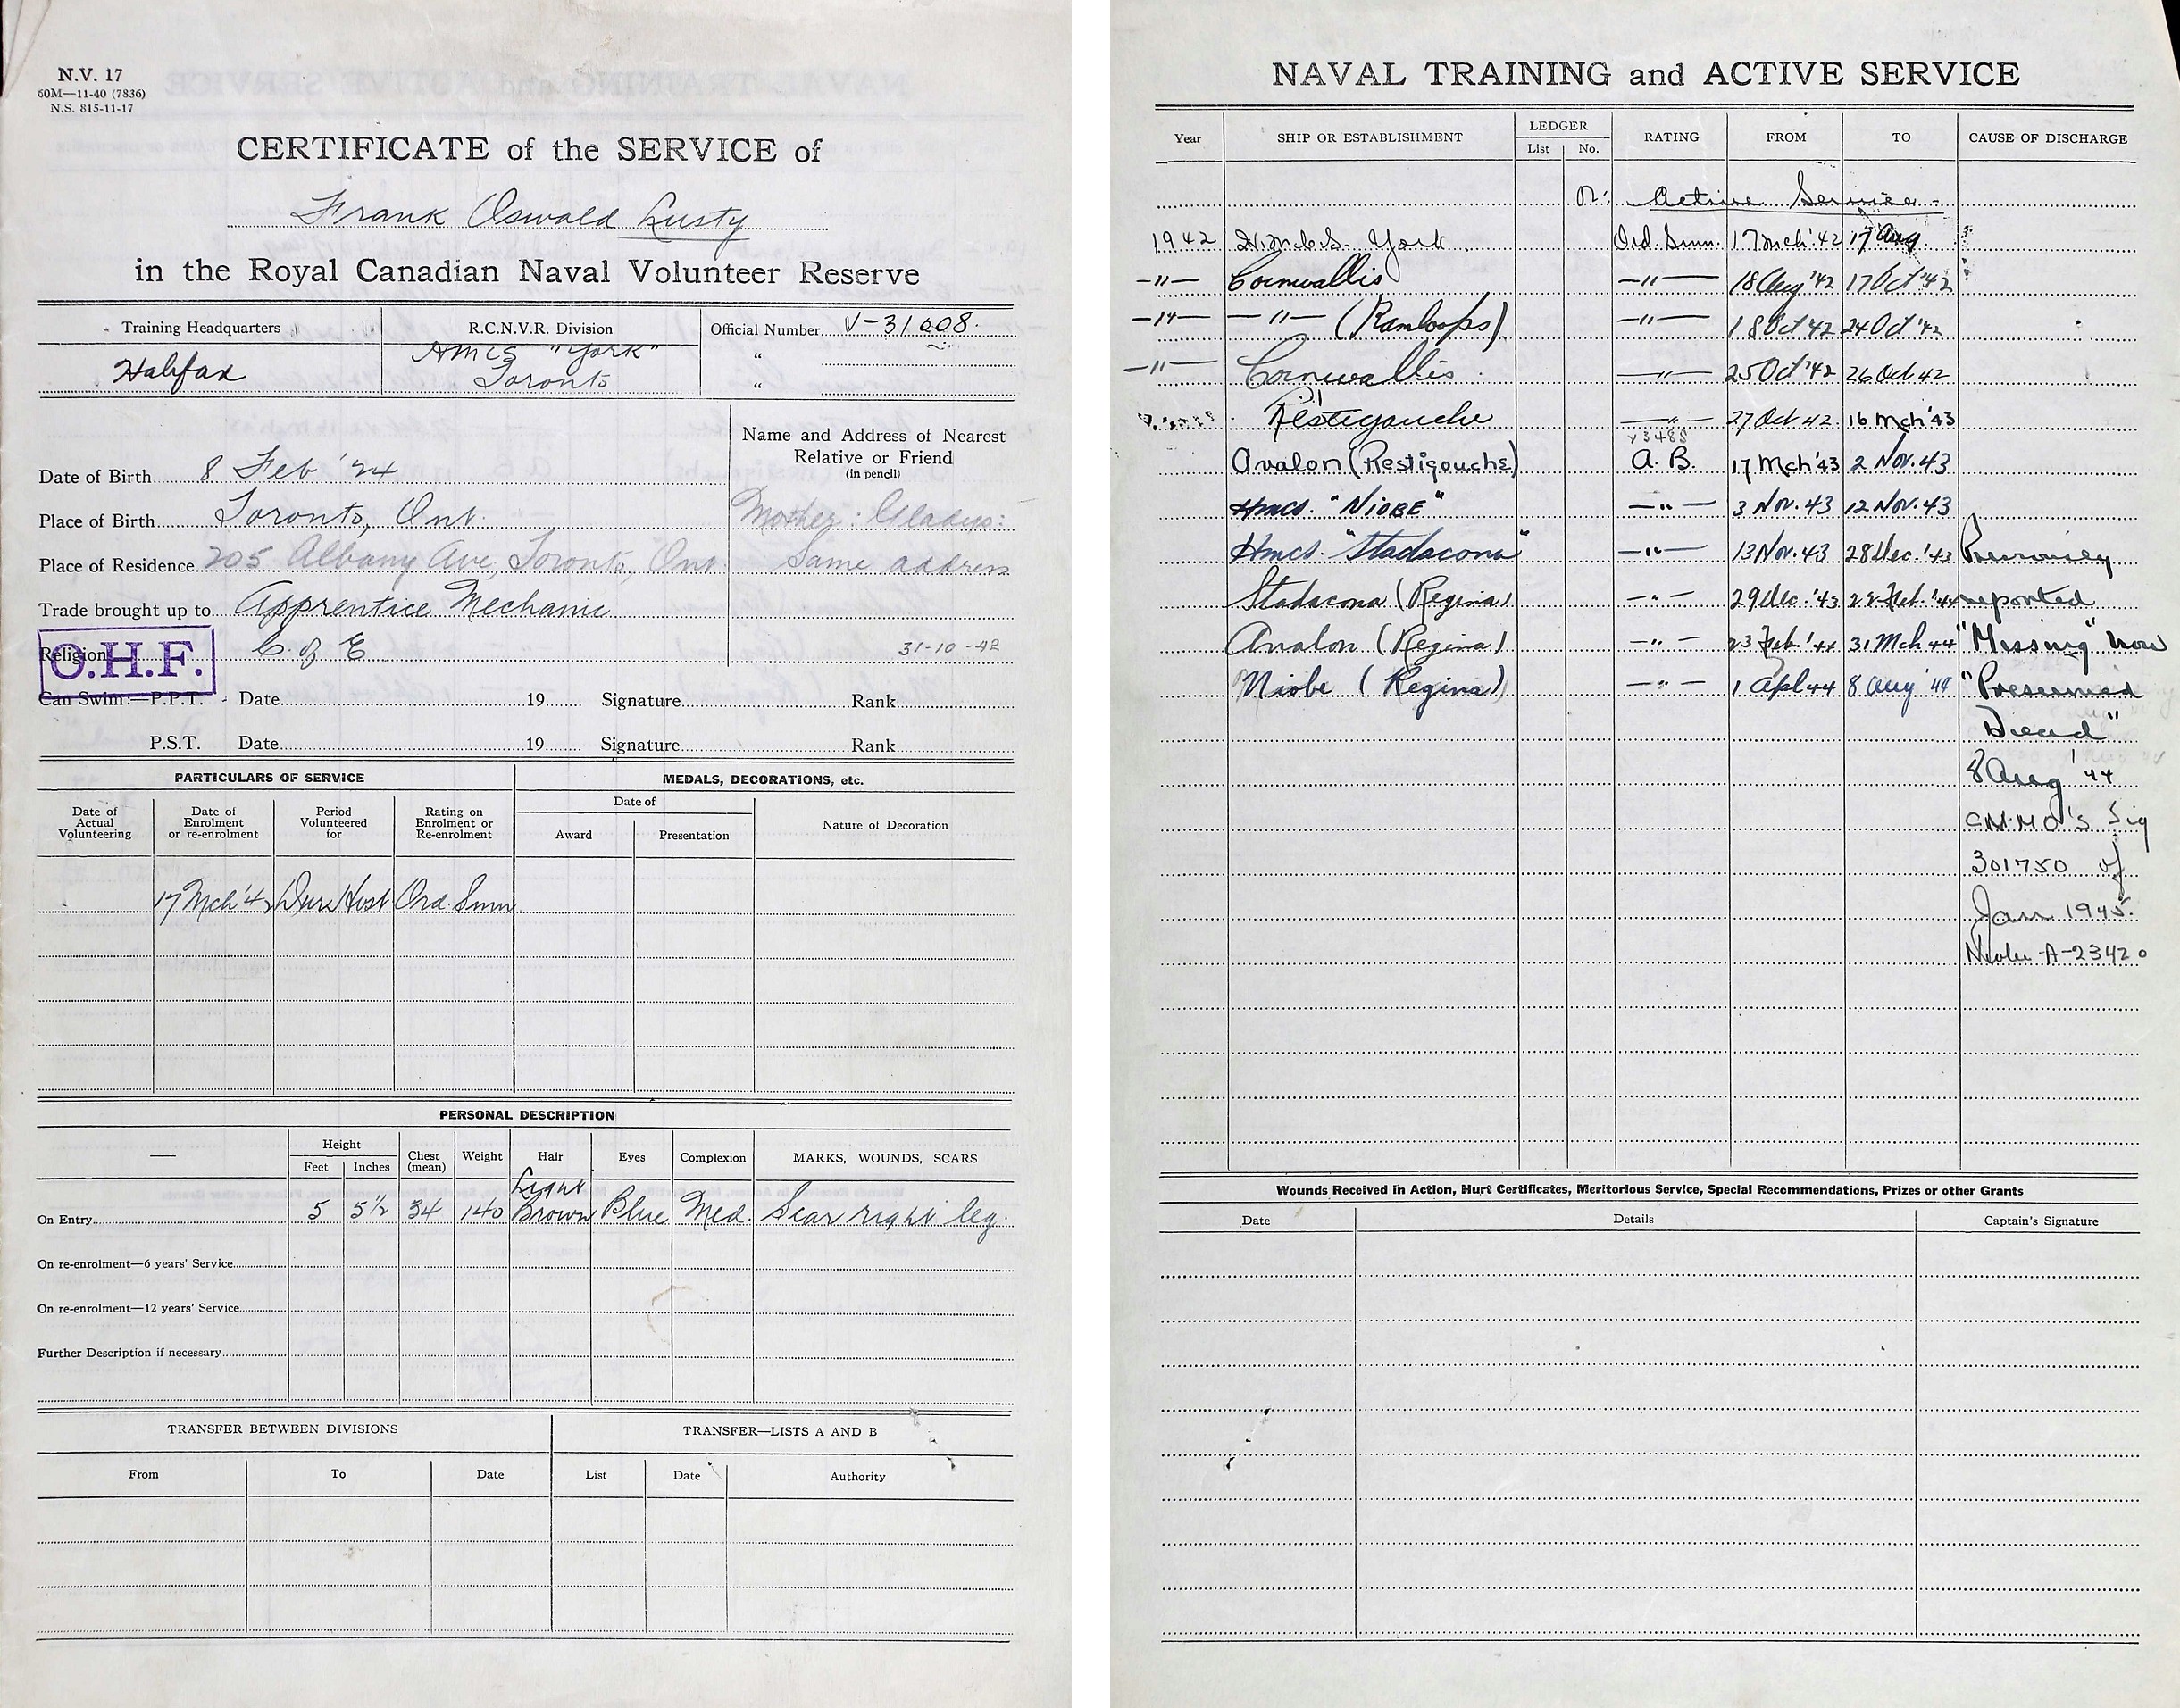 N.V. 17
60M—11-40 (7836)
N.S. 815-11-17
CERTIFICATE of the SERVICE of
Frank Oswald Lusty
in the Royal Canadian Naval Volunteer Reserve
Training Headquarters R.C.N.V.R. Division Official Number V-31008.
Halifax HMCS "York" "
Toronto "
Name and Address of Nearest
Relative or Friend
(in pencil)
Date of Birth 8 Feb '24
Place of Birth Toronto, Ont. Mother: Gladys:
Place of Residence 205 Albany Ave, Toronto, Ont. Same address
Trade brought up to Apprentice Mechanic
Religion C. of E 31-10-42
O.H.F.
Can Swim:—P.P.T. Date 19 Signature Rank
P.S.T. Date 19 Signature Rank
PARTICULARS OF SERVICE MEDALS, DECORATIONS, etc.
Date of Actual Volunteering Date of Enrolment or re-enrolment Period Volunteered for Rating on Enrolment or Re-enrolment Date of Award Presentation Nature of Decoration
17 Mch '42 Dur. Host Ord. Smn
PERSONAL DESCRIPTION
— Height Feet Inches Chest (mean) Weight Hair Eyes Complexion MARKS, WOUNDS, SCARS
On Entry 5 5½ 34 140 Light Brown Blue Med. Scar right leg.
On re-enrolment—6 years' Service
On re-enrolment—12 years' Service
Further Description if necessary
TRANSFER BETWEEN DIVISIONS TRANSFER—LISTS A AND B
From To Date List Date Authority
NAVAL TRAINING and ACTIVE SERVICE
Year SHIP OR ESTABLISHMENT LEDGER List No. RATING FROM TO CAUSE OF DISCHARGE
Active Service -
1942 H.M.C.S. York Ord. Smn. 17 Mch '42 17 Aug.
—"— Cornwallis —"— 18 Aug '42 17 Oct '42
—"— —"— (Kamloops) —"— 18 Oct '42 24 Oct '42
—"— Cornwallis —"— 25 Oct '42 26 Oct 42
Restigouche —"— 27 Oct 42 16 Mch '43
Avalon (Restigouche) A. B. 17 Mch '43 2 Nov. 43
Hmcs. "NIOBE" —"— 3 Nov. 43 12 Nov. 43
Hmcs. "Stadacona" —"— 13 Nov. 43 28 Dec. '43 Previously
Stadacona (Regina) —"— 29 Dec. '43 22 Feb. '44 reported
Avalon (Regina) —"— 23 Feb '44 31 Mch 44 "Missing" now
Niobe (Regina) —"— 1 Apl 44 8 Aug '44 "Presumed
Dead"
8 Aug '44
CNMO's Sig
301750 of
Jan 1945.
Niobe A-23420
Wounds Received in Action, Hurt Certificates, Meritorious Service, Special Recommendations, Prizes or other Grants
Date Details Captain's Signature